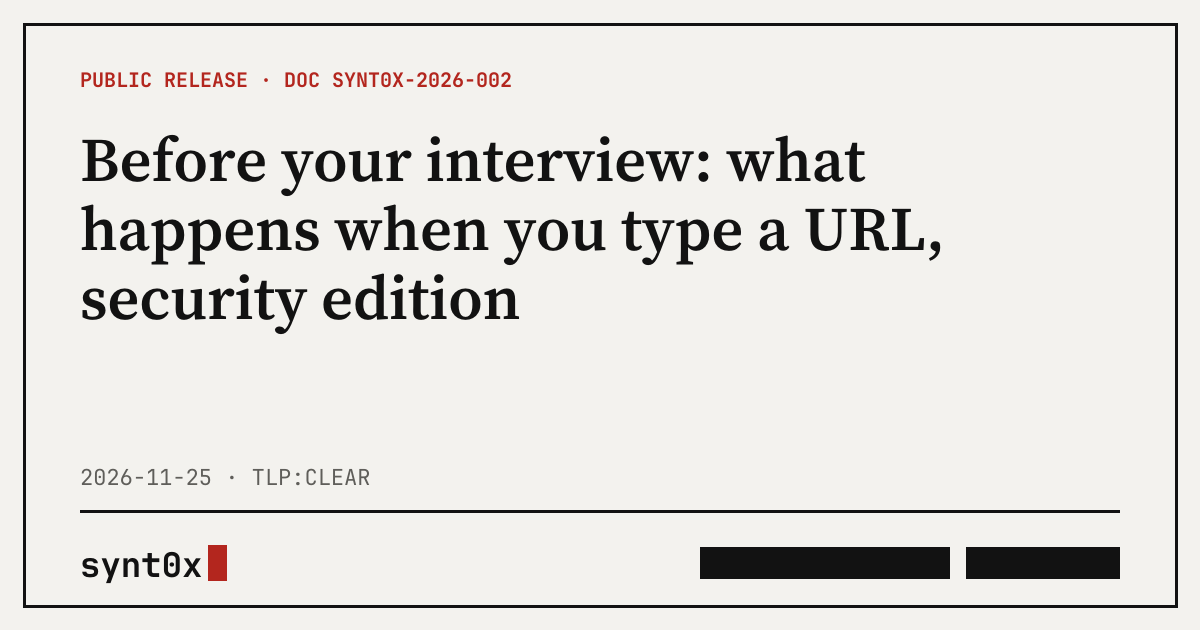 PUBLIC RELEASE · DOC SYNT0X-2026-002
Before your interview: what
happens when you type a URL,
security edition
2026-11-25 · TLP:CLEAR
synt0x